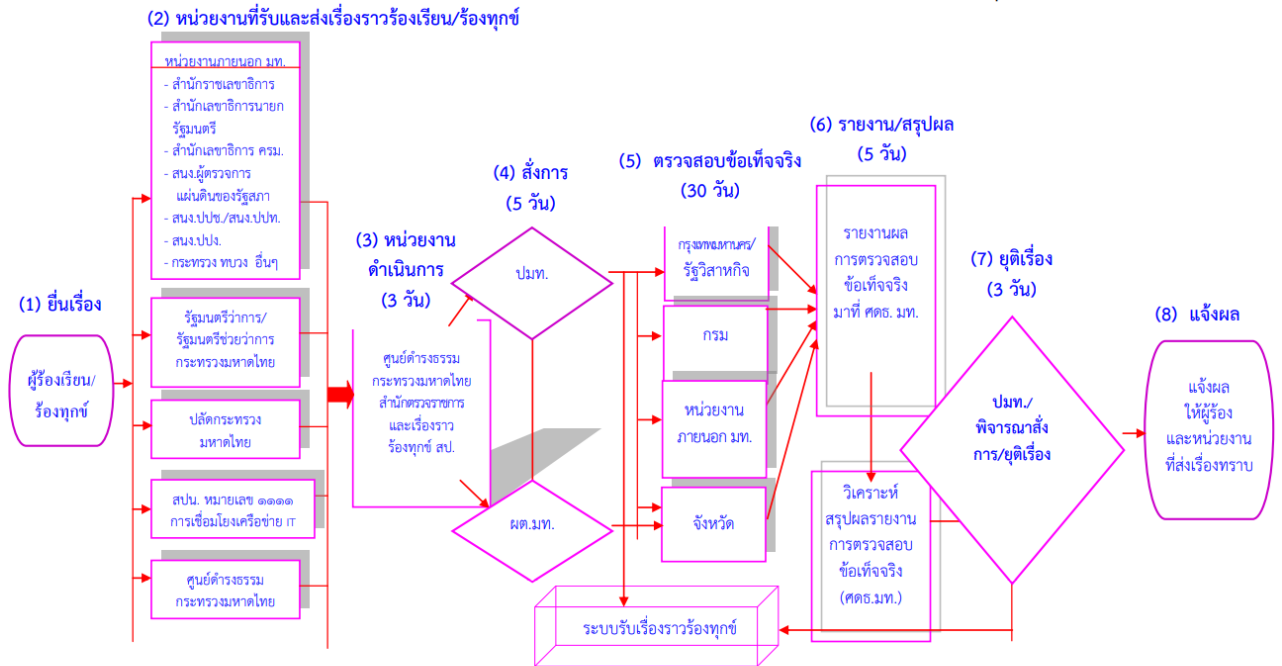 (2) หน่วยงานที่รับและส่งเรื่องราวร้องเรียน/ร้องทุกข์
หน่วยงานภายนอก มท.
- สำนักราชเลขาธิการ
- สำนักเลขาธิการนายก
รัฐมนตรี
- สำนักเลขาธิการ ครม.
- สนง.ผู้ตรวจการ
แผ่นดินของรัฐสภา
- สนง.ปปช./สนง.ปปท.
- สนง.ปปง.
- กระทรวง ทบวง อื่นๆ
(1) ยื่นเรื่อง
ผู้ร้องเรียน/
ร้องทุกข์
รัฐมนตรีว่าการ/
รัฐมนตรีช่วยว่าการ
กระทรวงมหาดไทย
ปลัดกระทรวง
มหาดไทย
สปน. หมายเลข ๑๑๑๑
การเชื่อมโยงเครือข่าย IT
ศูนย์ดำรงธรรม
กระทรวงมหาดไทย
(3) หน่วยงาน
ดำเนินการ
(3 วัน)
ศูนย์ดำรงธรรม
กระทรวงมหาดไทย
สำนักตรวจราชการ
และเรื่องราว
ร้องทุกข์ สป.
(4) สั่งการ
(5 วัน)
ปมท.
ผต.มท.
(5) ตรวจสอบข้อเท็จจริง
(30 วัน)
กรุงเทพมหานคร/
รัฐวิสาหกิจ
กรม
หน่วยงาน
ภายนอก มท.
จังหวัด
ระบบรับเรื่องราวร้องทุกข์
(6) รายงาน/สรุปผล
(5 วัน)
รายงานผล
การตรวจสอบ
ข้อเท็จจริง
มาที่ ศดธ. มท.
วิเคราะห์
สรุปผลรายงาน
การตรวจสอบ
ข้อเท็จจริง
(ศดธ.มท.)
(7) ยุติเรื่อง
(3 วัน)
ปมท./
พิจารณาสั่ง
การ/ยุติเรื่อง
(8) แจ้งผล
แจ้งผล
ให้ผู้ร้อง
และหน่วยงาน
ที่ส่งเรื่องทราบ